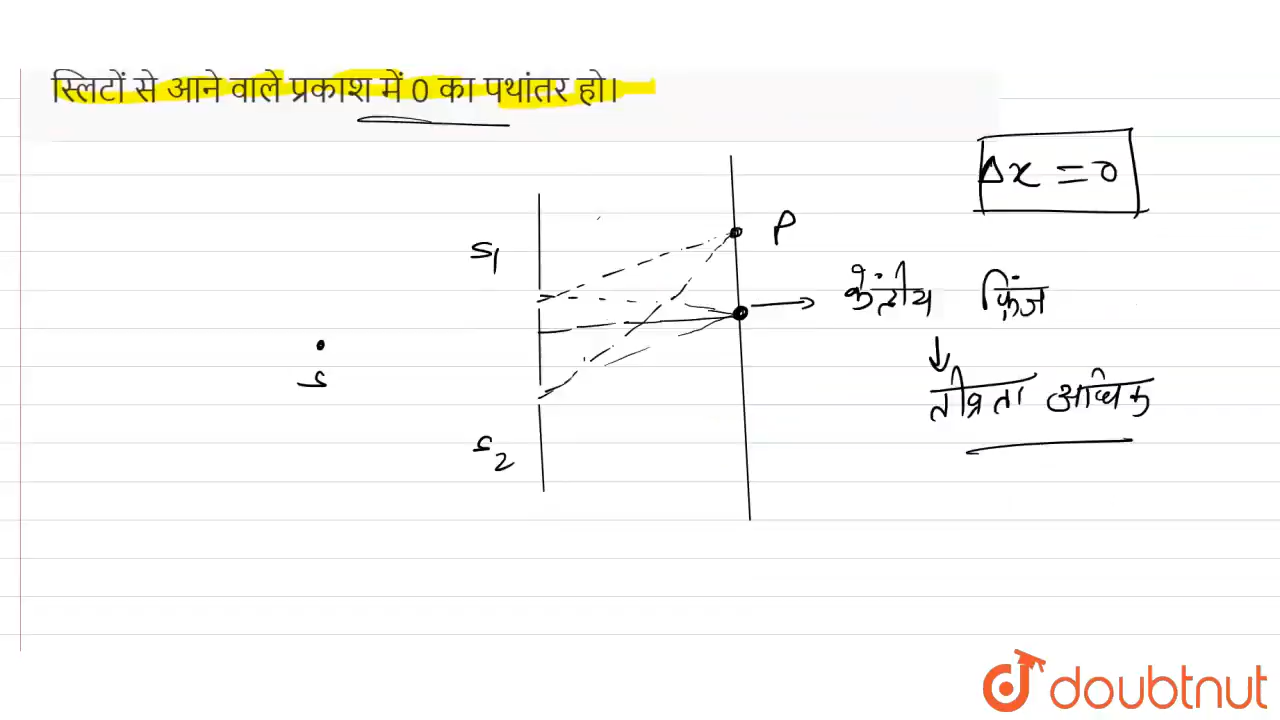 स्लिटों से आने वाले प्रकाश में 0 का पथांतर हो।
Δx = 0
S1
P
केंद्रीय फ्रिंज
S
तीव्रता अधिक
S2
doubtnut